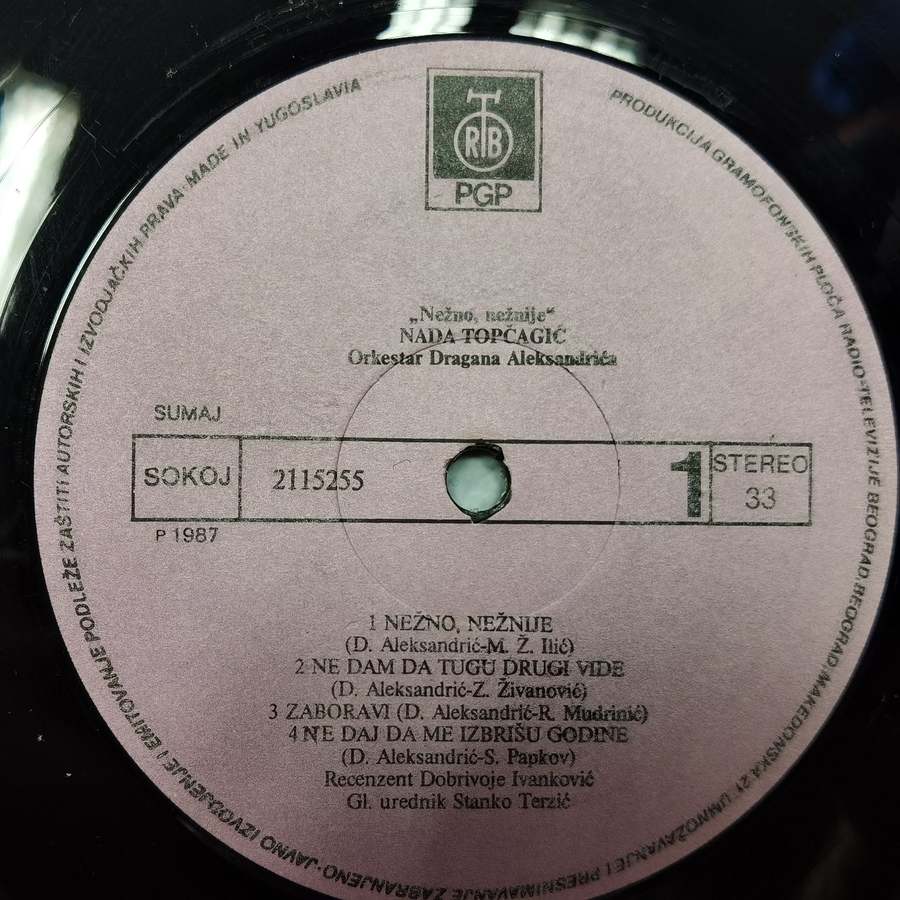 RTB
PGP
„Nežno, nežnije“
NADA TOPČAGIĆ
Orkestar Dragana Aleksandrića
SUMAJ
SOKOJ
2115255
1
STEREO
33
P 1987
1 NEŽNO, NEŽNIJE
(D. Aleksandrić-M. Ž. Ilić)
2 NE DAM DA TUGU DRUGI VIDE
(D. Aleksandrić-Z. Živanović)
3 ZABORAVI (D. Aleksandrić-R. Mudrinić)
4 NE DAJ DA ME IZBRIŠU GODINE
(D. Aleksandrić-S. Papkov)
Recenzent Dobrivoje Ivanković
Gl. urednik Stanko Terzić
PRODUKCIJA GRAMOFONSKIH PLOČA RADIO-TELEVIZIJE BEOGRAD, BEOGRAD, MAKEDONSKA 21. UMNOŽAVANJE I PRESNIMAVANJE ZABRANJENO. JAVNO IZVODJENJE I EMITOVANJE PODLEŽE ZAŠTITI AUTORSKIH I IZVODJAČKIH PRAVA. MADE IN YUGOSLAVIA